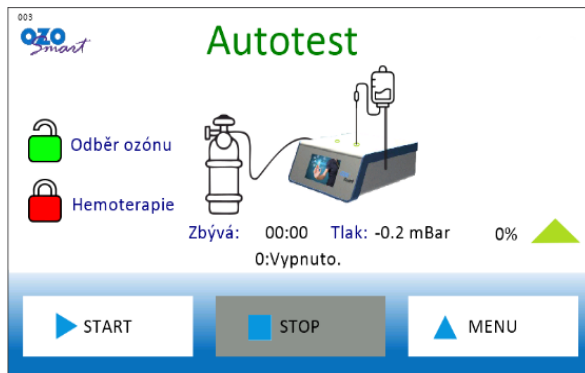 003
OZO
Smart
Autotest
Odběr ozónu
Hemoterapie
Zbývá: 00:00 Tlak: -0.2 mBar 0%
0:Vypnuto.
START STOP MENU